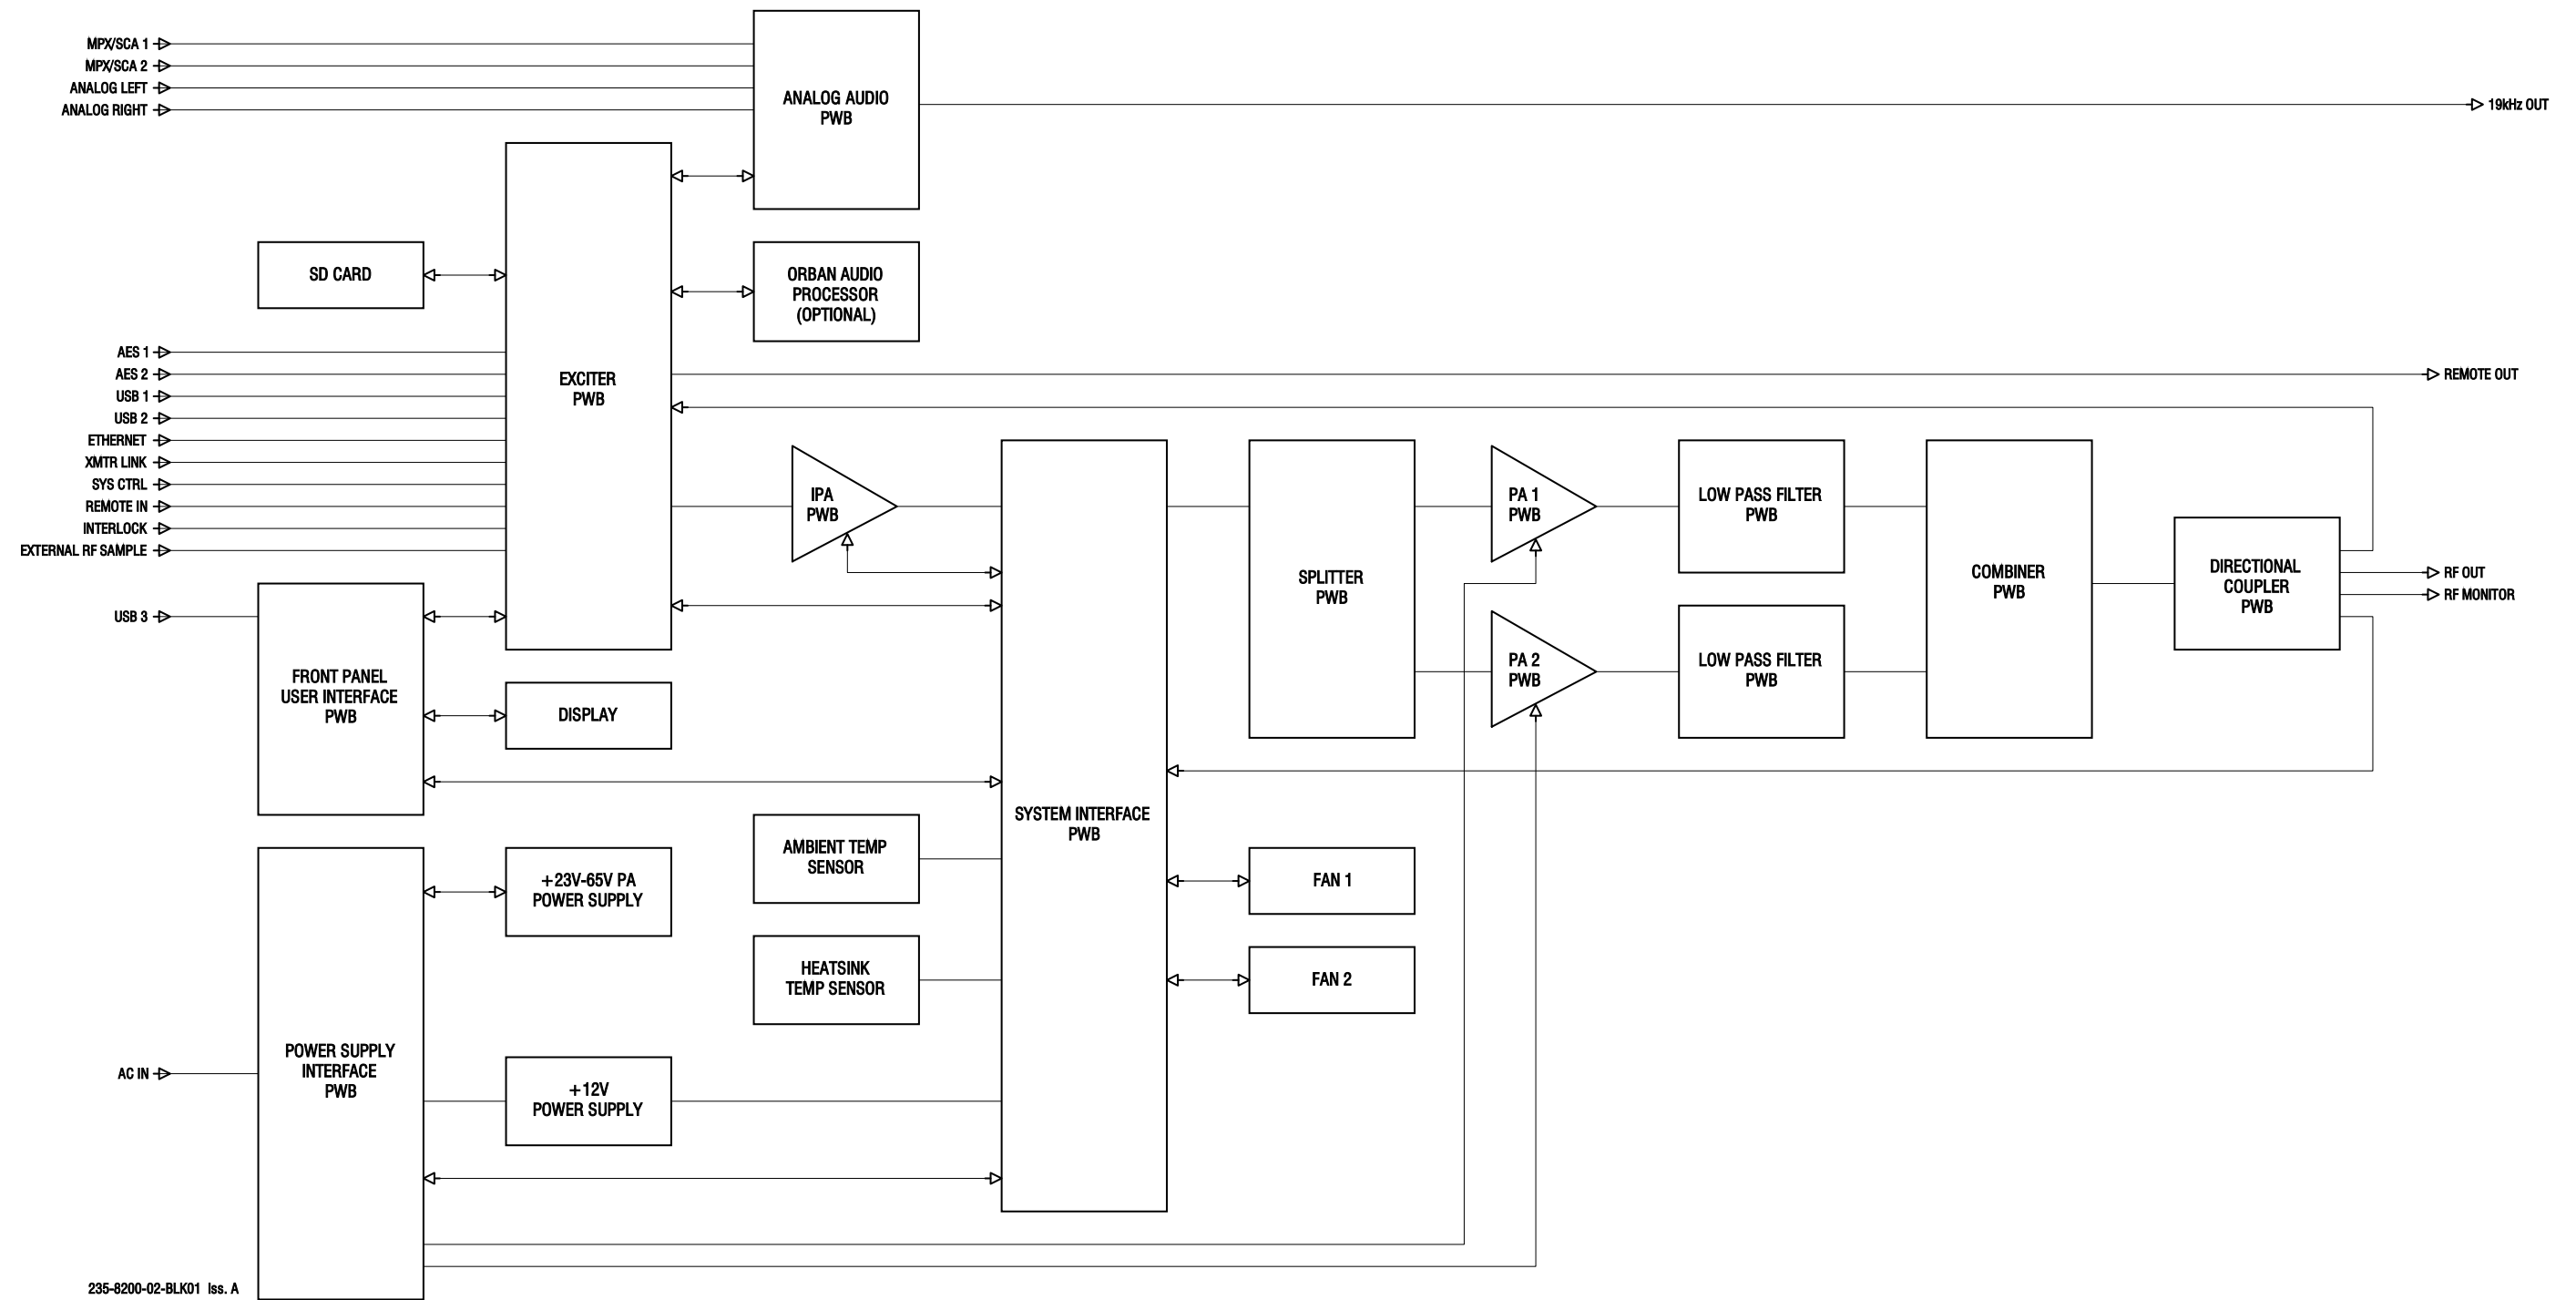 MPX/SCA 1
MPX/SCA 2
ANALOG LEFT
ANALOG RIGHT
ANALOG AUDIO
PWB
19kHz OUT
SD CARD
ORBAN AUDIO
PROCESSOR
(OPTIONAL)
AES 1
AES 2
USB 1
USB 2
ETHERNET
XMTR LINK
SYS CTRL
REMOTE IN
INTERLOCK
EXTERNAL RF SAMPLE
EXCITER
PWB
REMOTE OUT
IPA
PWB
SPLITTER
PWB
PA 1
PWB
LOW PASS FILTER
PWB
PA 2
PWB
LOW PASS FILTER
PWB
COMBINER
PWB
DIRECTIONAL
COUPLER
PWB
RF OUT
RF MONITOR
USB 3
FRONT PANEL
USER INTERFACE
PWB
DISPLAY
SYSTEM INTERFACE
PWB
AMBIENT TEMP
SENSOR
HEATSINK
TEMP SENSOR
FAN 1
FAN 2
+23V-65V PA
POWER SUPPLY
AC IN
POWER SUPPLY
INTERFACE
PWB
+12V
POWER SUPPLY
235-8200-02-BLK01 Iss. A